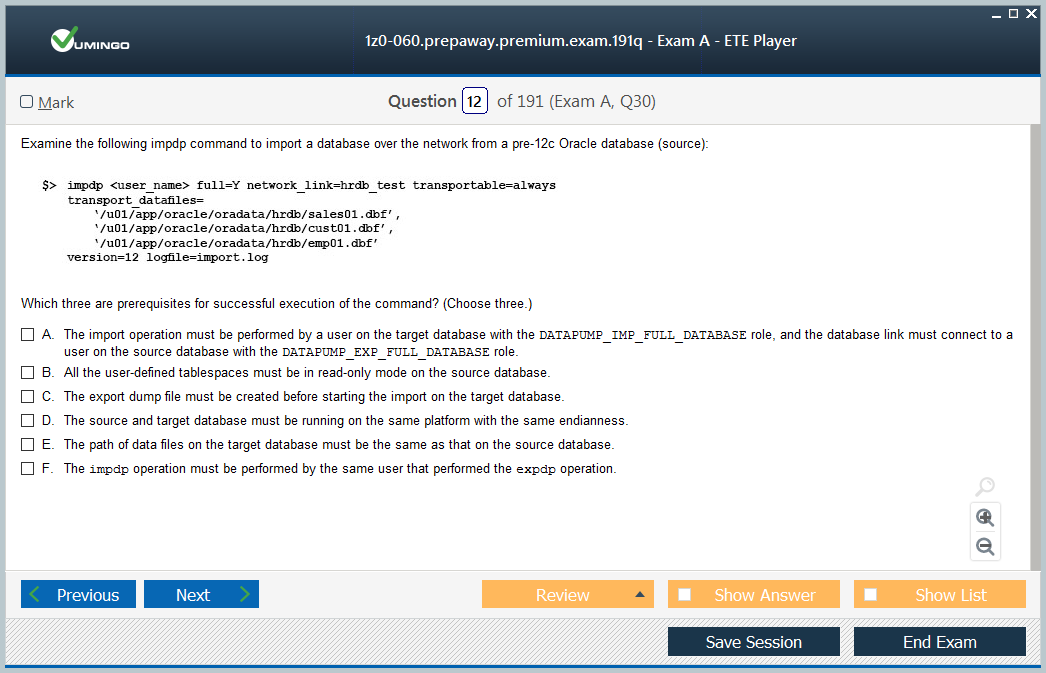 VUMINGO
1z0-060.prepaway.premium.exam.191q - Exam A - ETE Player
Mark
Question 12 of 191 (Exam A, Q30)
Examine the following impdp command to import a database over the network from a pre-12c Oracle database (source):
$> impdp <user_name> full=Y network_link=hrdb_test transportable=always
transport_datafiles=
‘/u01/app/oracle/oradata/hrdb/sales01.dbf’,
‘/u01/app/oracle/oradata/hrdb/cust01.dbf’,
‘/u01/app/oracle/oradata/hrdb/emp01.dbf’
version=12 logfile=import.log
Which three are prerequisites for successful execution of the command? (Choose three.)
A. The import operation must be performed by a user on the target database with the DATAPUMP_IMP_FULL_DATABASE role, and the database link must connect to a
user on the source database with the DATAPUMP_EXP_FULL_DATABASE role.
B. All the user-defined tablespaces must be in read-only mode on the source database.
C. The export dump file must be created before starting the import on the target database.
D. The source and target database must be running on the same platform with the same endianness.
E. The path of data files on the target database must be the same as that on the source database.
F. The impdp operation must be performed by the same user that performed the expdp operation.
Previous Next Review Show Answer Show List
Save Session End Exam